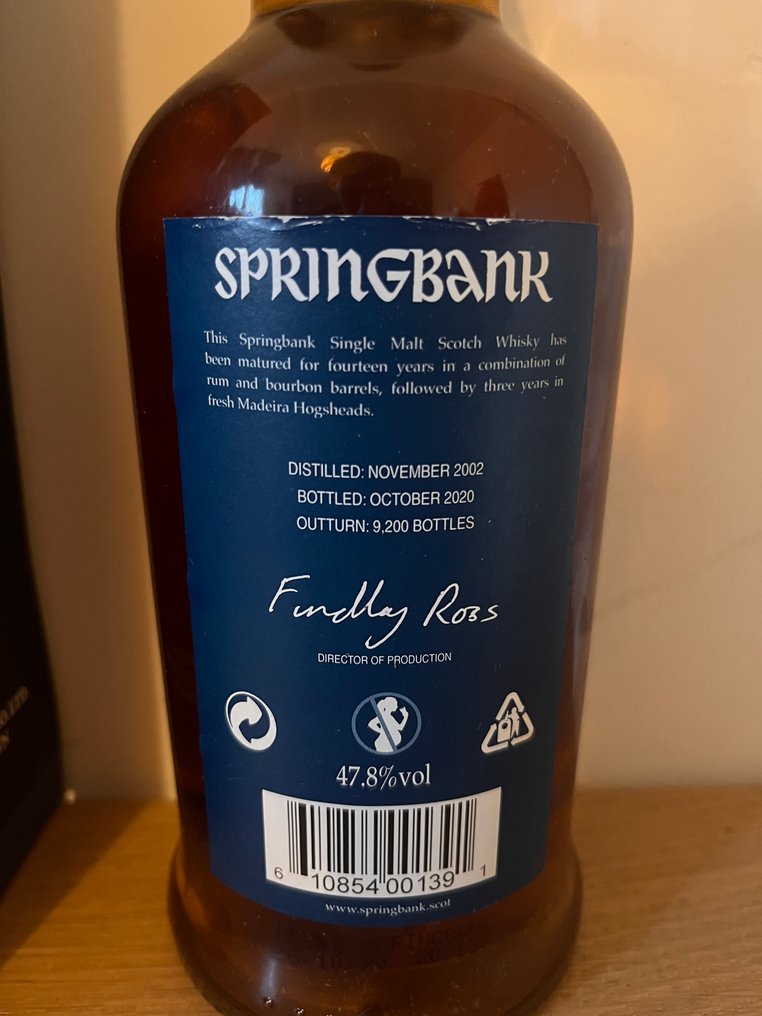 SPRINGBANK
This Springbank Single Malt Scotch Whisky has
been matured for fourteen years in a combination of
rum and bourbon barrels, followed by three years in
fresh Madeira Hogsheads.
DISTILLED: NOVEMBER 2002
BOTTLED: OCTOBER 2020
OUTTURN: 9,200 BOTTLES
Findlay Ross
DIRECTOR OF PRODUCTION
47.8%vol
6 10854 00139 1
www.springbank.scot